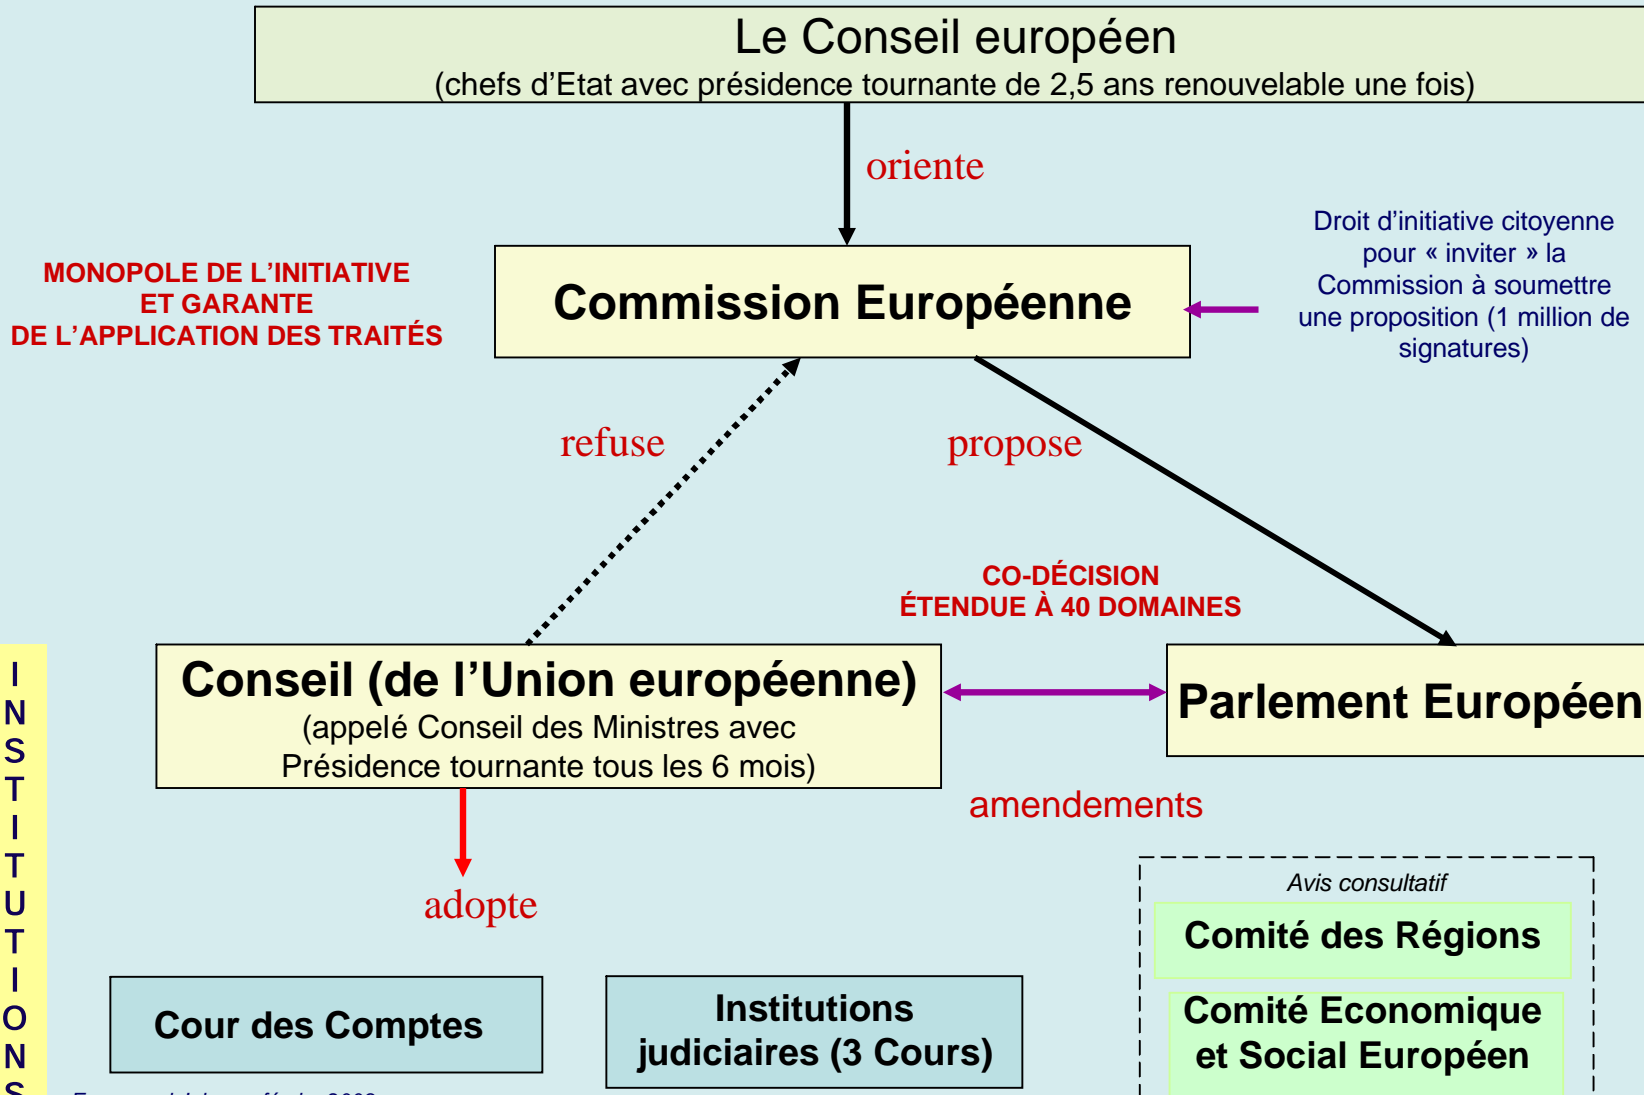 Le Conseil européen
(chefs d'Etat avec présidence tournante de 2,5 ans renouvelable une fois)
oriente
MONOPOLE DE L'INITIATIVE
ET GARANTE
DE L'APPLICATION DES TRAITÉS
Commission Européenne
Droit d'initiative citoyenne
pour « inviter » la
Commission à soumettre
une proposition (1 million de
signatures)
refuse
propose
CO-DÉCISION
ÉTENDUE À 40 DOMAINES
Conseil (de l'Union européenne)
(appelé Conseil des Ministres avec
Présidence tournante tous les 6 mois)
Parlement Européen
amendements
adopte
Avis consultatif
Comité des Régions
Comité Economique
et Social Européen
Cour des Comptes
Institutions
judiciaires (3 Cours)
I
N
S
T
I
T
U
T
I
O
N
S